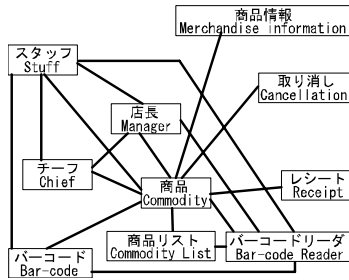 商品情報
Merchandise information
スタッフ
Stuff
取り消し
Cancellation
店長
Manager
チーフ
Chief
商品
Commodity
レシート
Receipt
商品リスト
Commodity List
バーコードリーダ
Bar-code Reader
バーコード
Bar-code